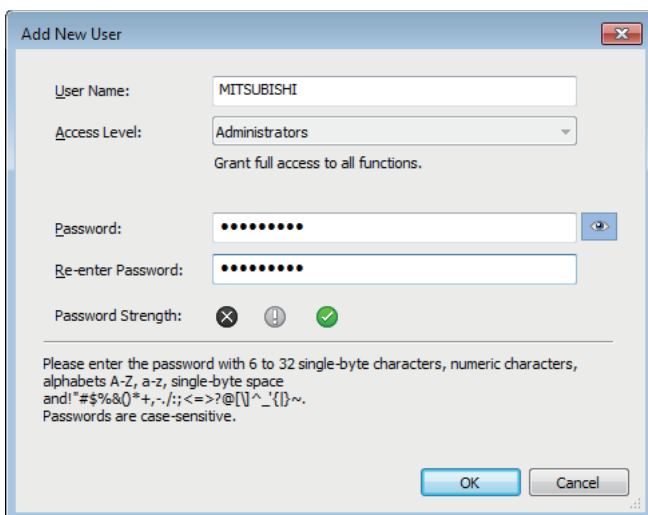 Add New User
User Name: MITSUBISHI
Access Level: Administrators
Grant full access to all functions.
Password: •••••••••
Re-enter Password: •••••••••
Password Strength:
Please enter the password with 6 to 32 single-byte characters, numeric characters,
alphabets A-Z, a-z, single-byte space
and!"#$%&()*+,-./:;<=>?@[\]^_'{|}~.
Passwords are case-sensitive.
OK Cancel